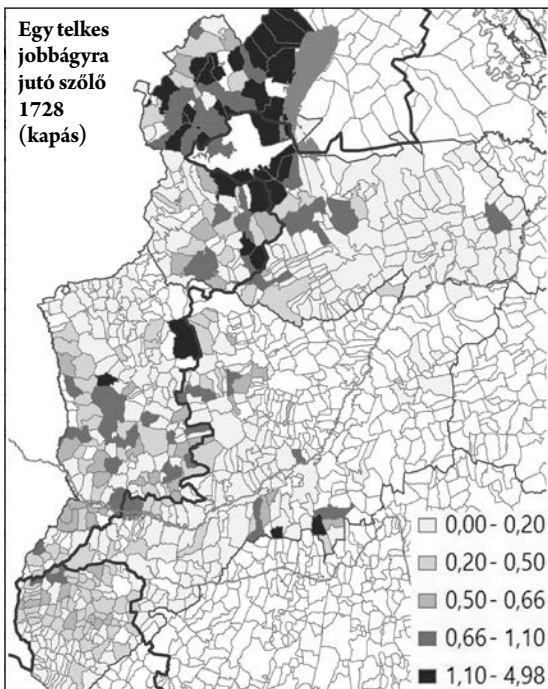 Egy telkes
jobbágyra
jutó szőlő
1728
(kapás)
0,00 - 0,20
0,20 - 0,50
0,50 - 0,66
0,66 - 1,10
1,10 - 4,98